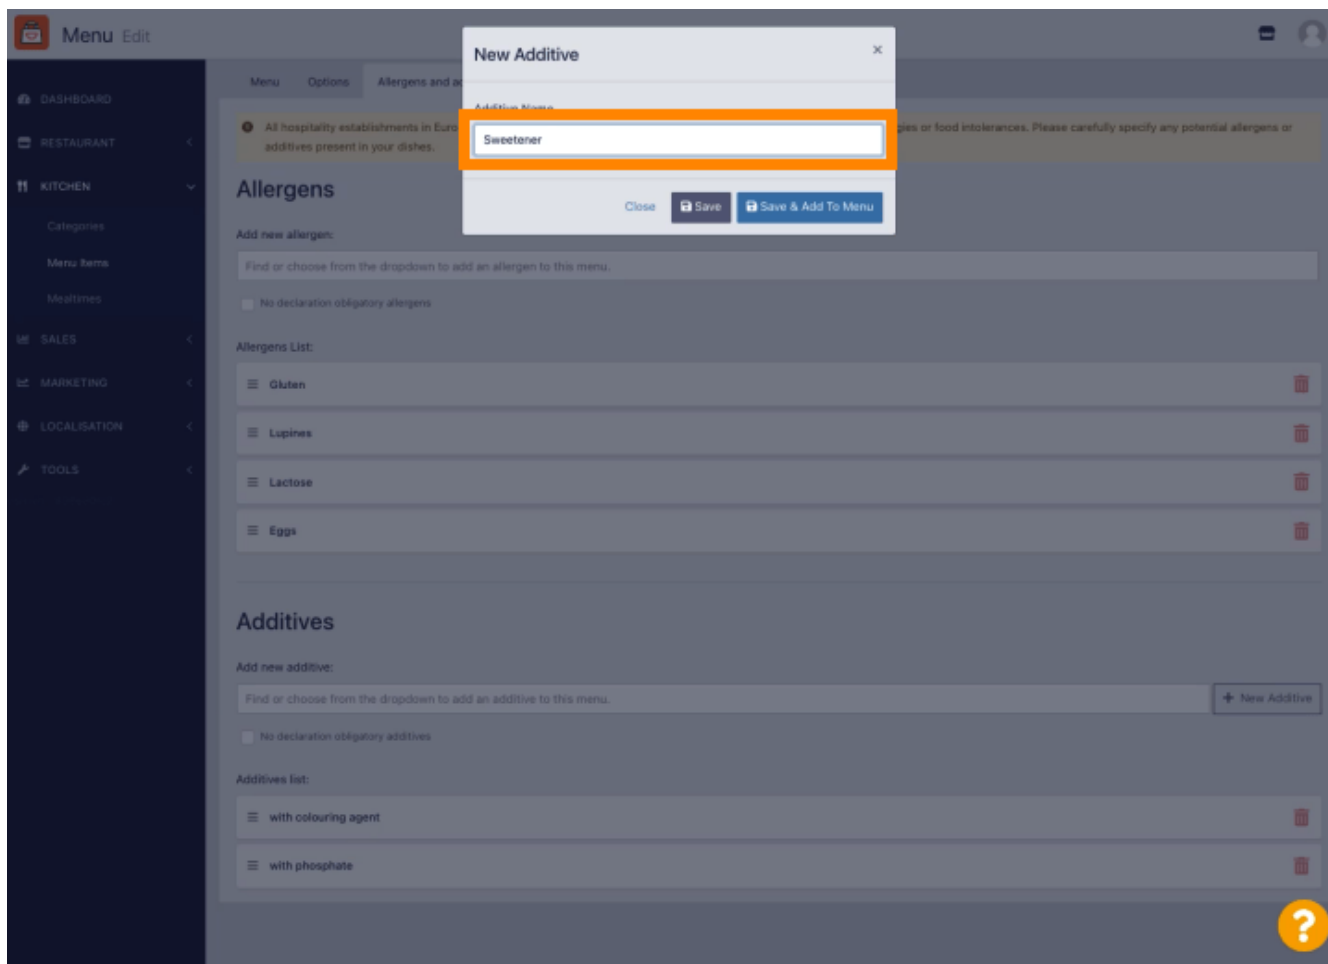 Menu Edit
New Additive
×
Menu Options Allergens and ad
DASHBOARD
Additive Name
All hospitality establishments in Euro gies or food intolerances. Please carefully specify any potential allergens or
additives present in your dishes.
Sweetener
RESTAURANT
KITCHEN
Allergens
Close Save Save & Add To Menu
Categories
Add new allergen:
Menu Items
Find or choose from the dropdown to add an allergen to this menu.
Mealtimes
No declaration obligatory allergens
SALES
Allergens List:
MARKETING
Gluten
LOCALISATION
Lupines
TOOLS
Lactose
Eggs
Additives
Add new additive:
Find or choose from the dropdown to add an additive to this menu.
+ New Additive
No declaration obligatory additives
Additives list:
with colouring agent
with phosphate
?